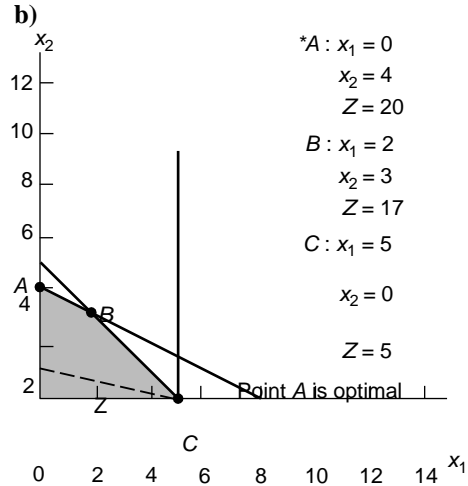 b)
x2
12
10
8
6
A
4
B
2
Z
C
x1
0 2 4 6 8 10 12 14
*A : x1 = 0
x2 = 4
Z = 20
B : x1 = 2
x2 = 3
Z = 17
C : x1 = 5
x2 = 0
Z = 5
Point A is optimal